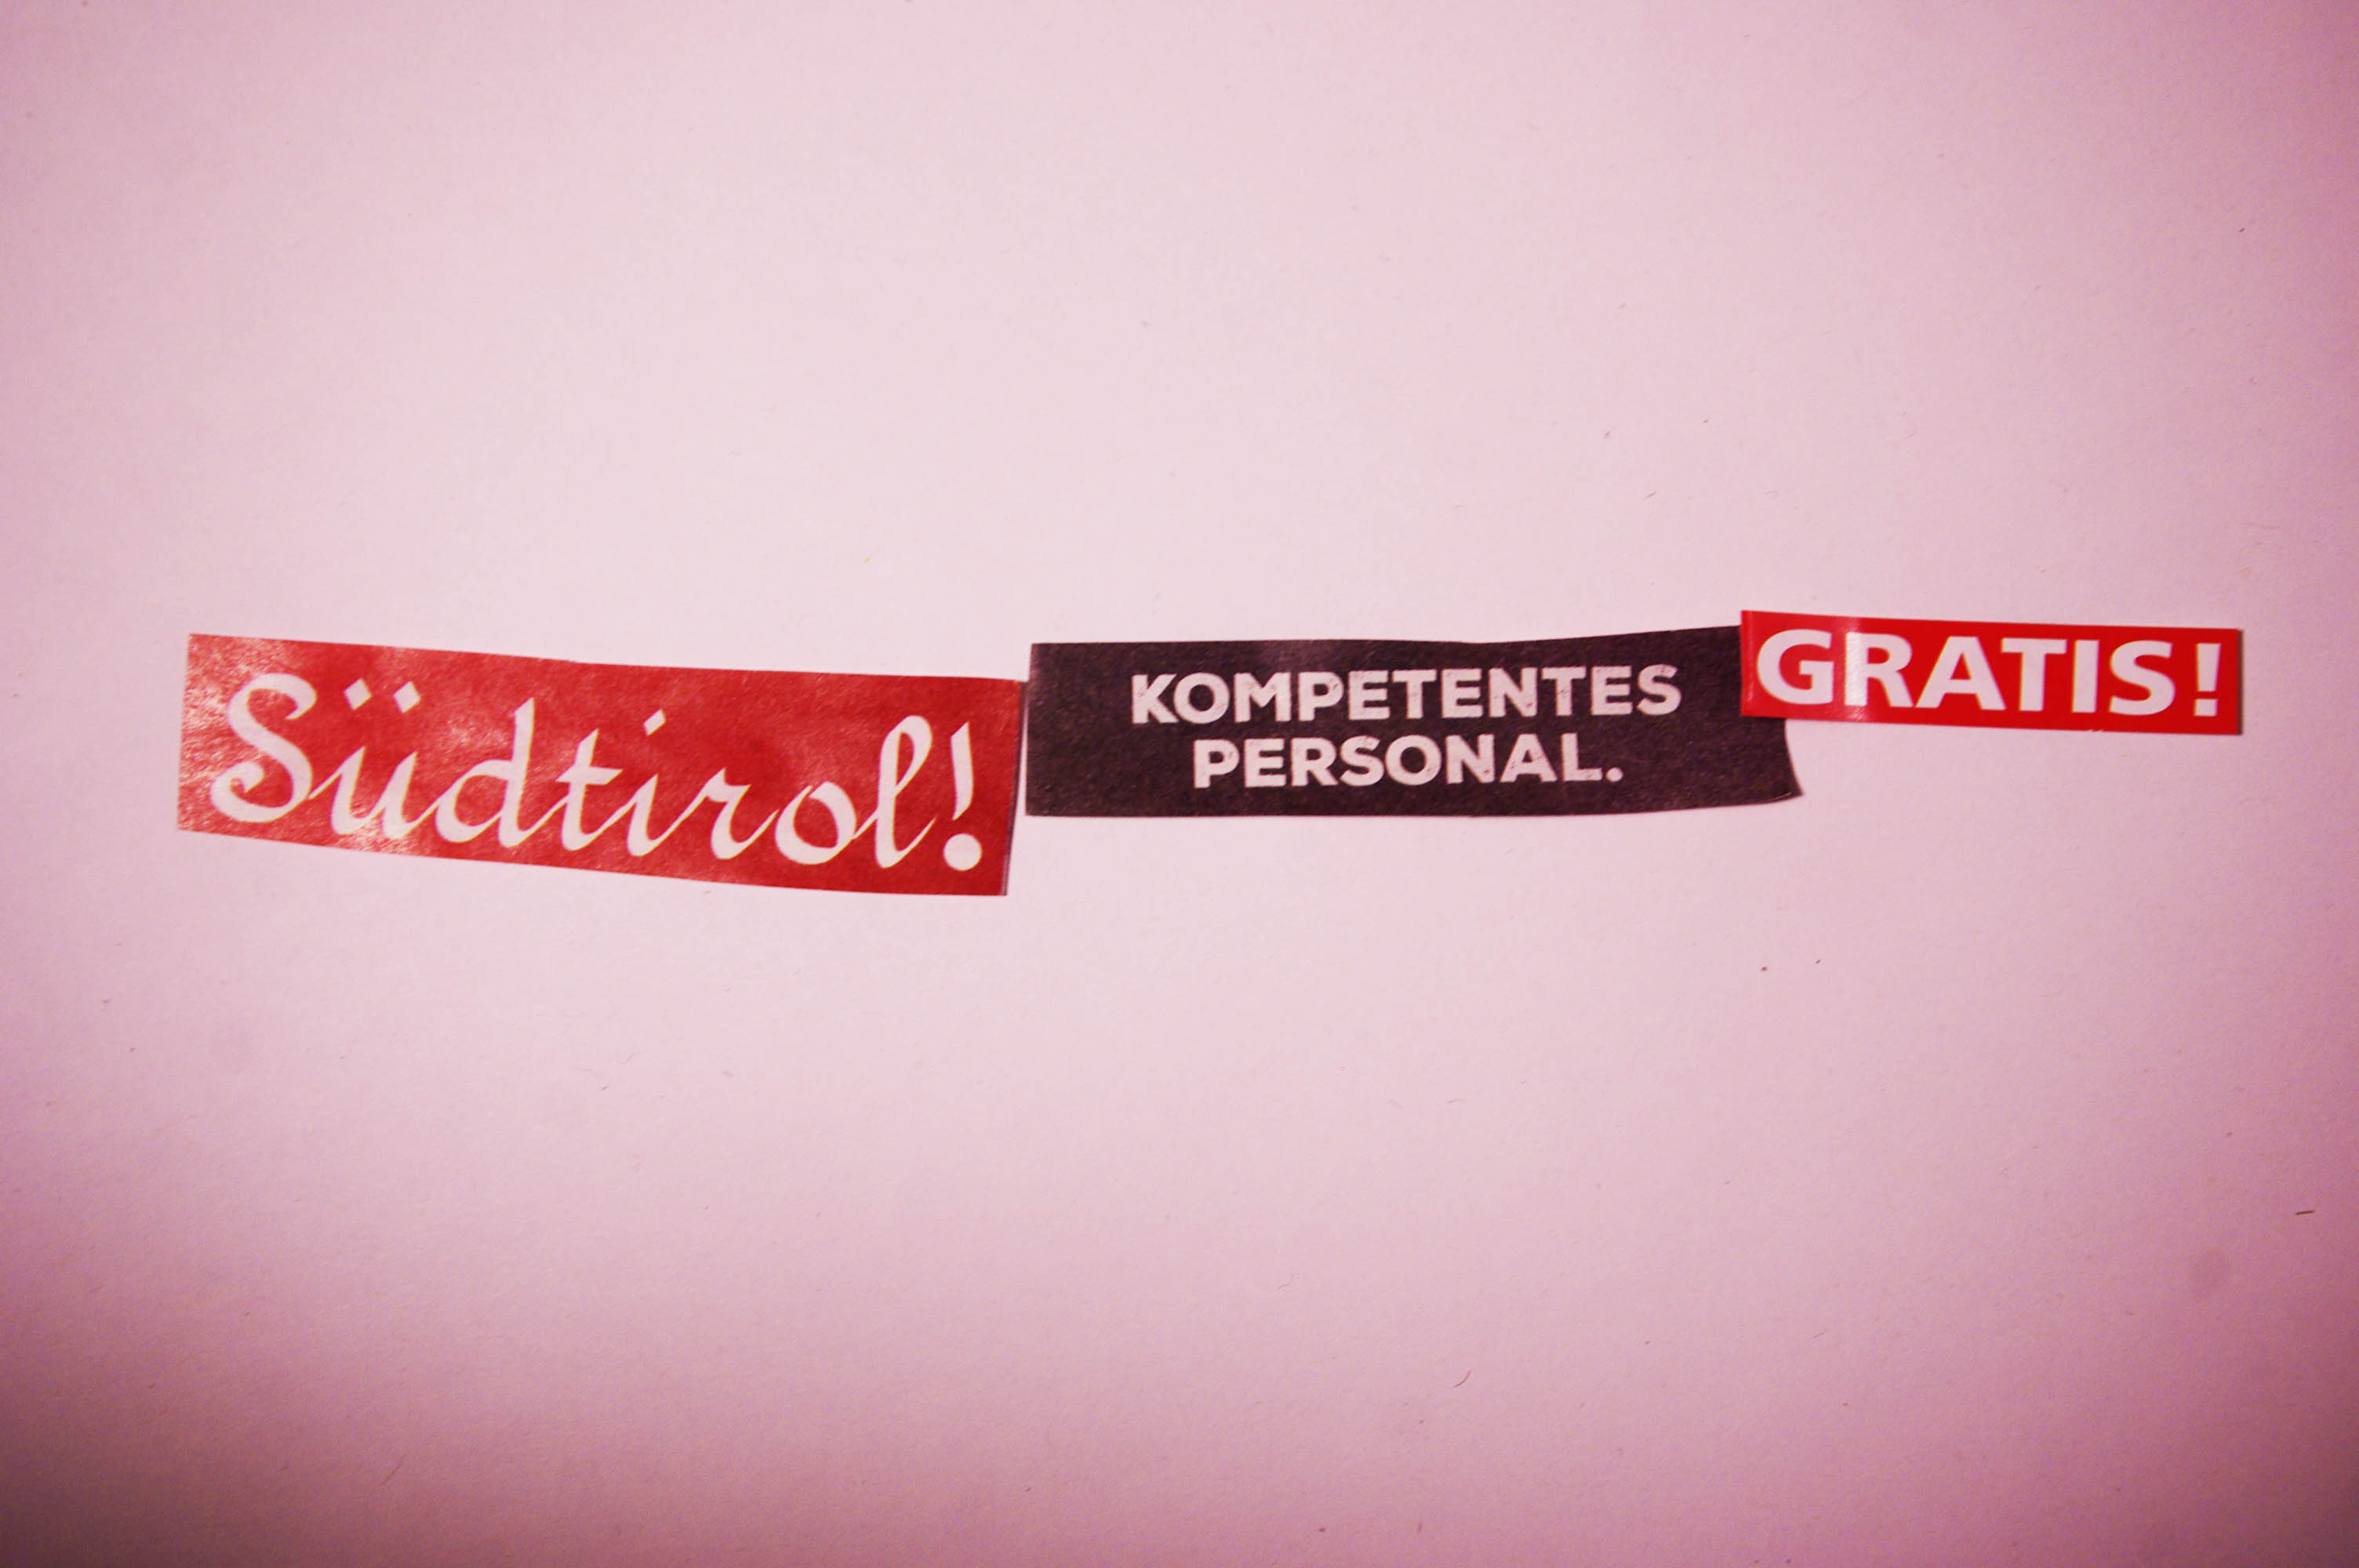 Südtirol!
KOMPETENTES
PERSONAL.
GRATIS!